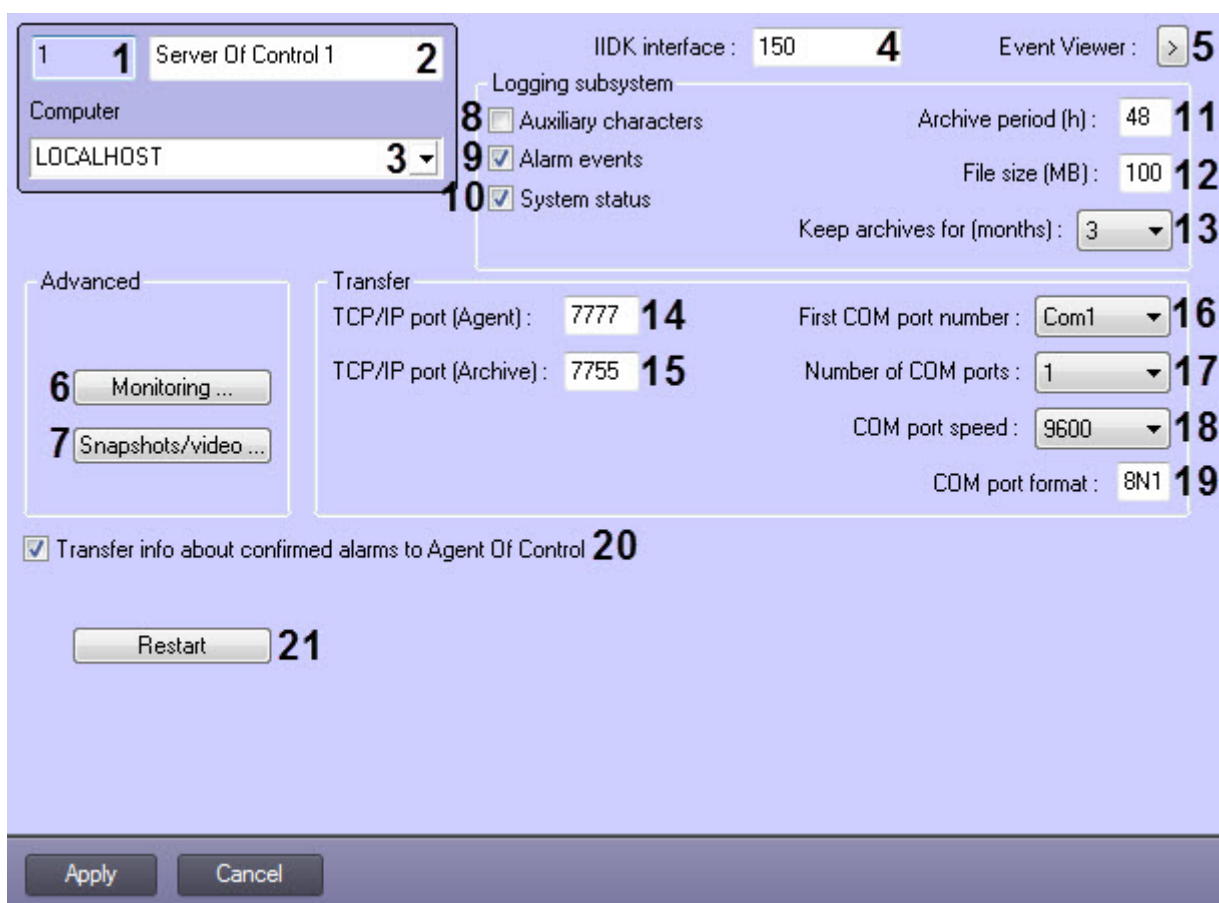 1 1 Server Of Control 1 2
Computer
LOCALHOST 3
IIDK interface : 150 4
Event Viewer : > 5
Logging subsystem
8 Auxiliary characters
9 Alarm events
10 System status
Archive period (h) : 48 11
File size (MB) : 100 12
Keep archives for (months) : 3 13
Advanced
6 Monitoring ...
7 Snapshots/video ...
Transfer
TCP/IP port (Agent) : 7777 14
TCP/IP port (Archive) : 7755 15
First COM port number : Com1 16
Number of COM ports : 1 17
COM port speed : 9600 18
COM port format : 8N1 19
Transfer info about confirmed alarms to Agent Of Control 20
Restart 21
Apply Cancel